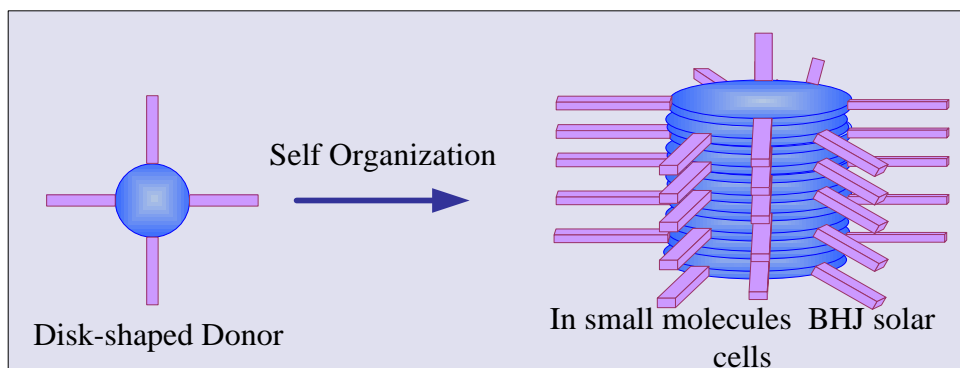 Self Organization
Disk-shaped Donor
In small molecules BHJ solar
cells